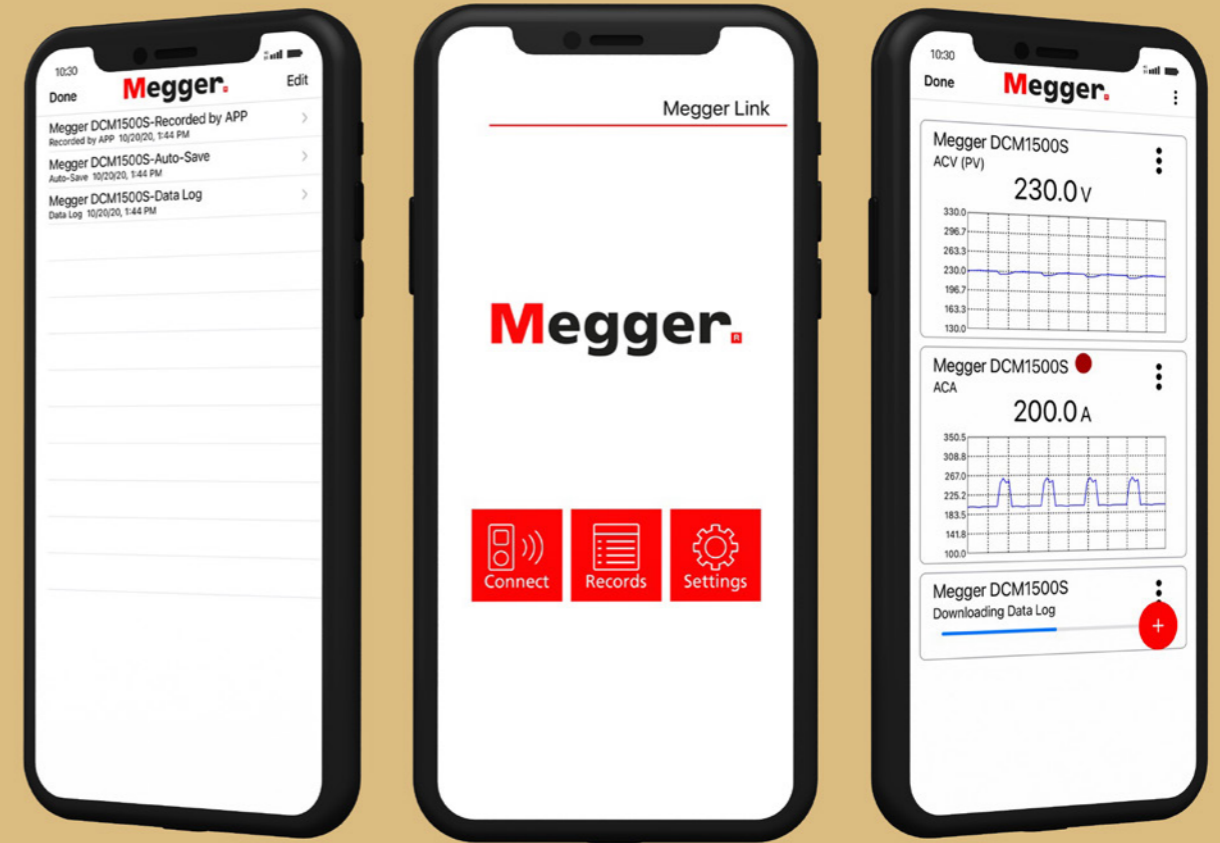 10:30
Done
Megger.
Edit
Megger DCM1500S-Recorded by APP
Recorded by APP 10/20/20, 1:44 PM
Megger DCM1500S-Auto-Save
Auto-Save 10/20/20, 1:44 PM
Megger DCM1500S-Data Log
Data Log 10/20/20, 1:44 PM
Megger Link
Megger.
R
Connect
Records
Settings
10:30
Done
Megger.
Megger DCM1500S
ACV (PV)
230.0 V
330.0
296.7
263.3
230.0
196.7
163.3
130.0
Megger DCM1500S
ACA
200.0 A
350.5
308.8
267.0
225.2
183.5
141.8
100.0
Megger DCM1500S
Downloading Data Log
+